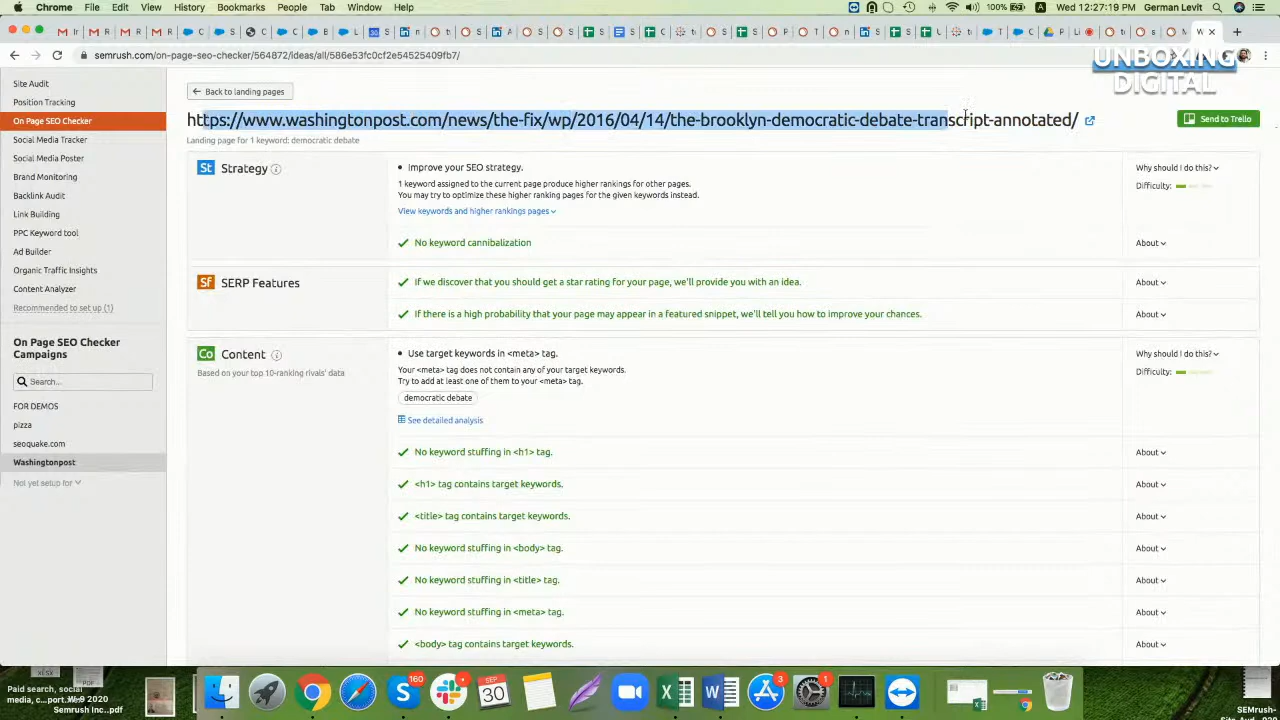 Chrome File Edit View History Bookmarks People Tab Window Help
100% Wed 12:27:19 PM German Levit
semrush.com/on-page-seo-checker/564872/ideas/all/586e53fc0cf2e54525409fb7/
UNBOXING
DIGITAL
Site Audit
Position Tracking
On Page SEO Checker
Social Media Tracker
Social Media Poster
Brand Monitoring
Backlink Audit
Link Building
PPC Keyword tool
Ad Builder
Organic Traffic Insights
Content Analyzer
Recommended to set up (1)
On Page SEO Checker
Campaigns
Search...
FOR DEMOS
pizza
seoquake.com
Washingtonpost
Not yet setup for
Back to landing pages
https://www.washingtonpost.com/news/the-fix/wp/2016/04/14/the-brooklyn-democratic-debate-transcript-annotated/
Send to Trello
Landing page for 1 keyword: democratic debate
St Strategy
Improve your SEO strategy.
1 keyword assigned to the current page produce higher rankings for other pages.
You may try to optimize these higher ranking pages for the given keywords instead.
View keywords and higher rankings pages
Why should I do this?
Difficulty:
No keyword cannibalization
About
Sf SERP Features
If we discover that you should get a star rating for your page, we'll provide you with an idea.
About
If there is a high probability that your page may appear in a featured snippet, we'll tell you how to improve your chances.
About
Co Content
Based on your top 10-ranking rivals' data
Use target keywords in <meta> tag.
Your <meta> tag does not contain any of your target keywords.
Try to add at least one of them to your <meta> tag.
democratic debate
See detailed analysis
Why should I do this?
Difficulty:
No keyword stuffing in <h1> tag.
About
<h1> tag contains target keywords.
About
<title> tag contains target keywords.
About
No keyword stuffing in <body> tag.
About
No keyword stuffing in <title> tag.
About
No keyword stuffing in <meta> tag.
About
<body> tag contains target keywords.
About
Paid search, social
media, c...port..
Semrush Inc..pdf
160
SEP
30
3
1
SEMrush-